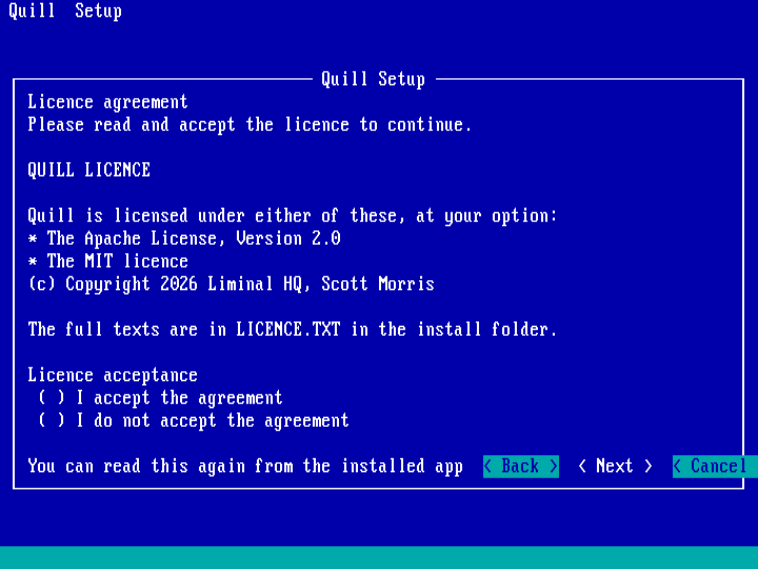 Quill  Setup
Quill Setup
Licence agreement
Please read and accept the licence to continue.
QUILL LICENCE
Quill is licensed under either of these, at your option:
* The Apache License, Version 2.0
* The MIT licence
(c) Copyright 2026 Liminal HQ, Scott Morris
The full texts are in LICENCE.TXT in the install folder.
Licence acceptance
( ) I accept the agreement
( ) I do not accept the agreement
You can read this again from the installed app  < Back >  < Next >  < Cancel